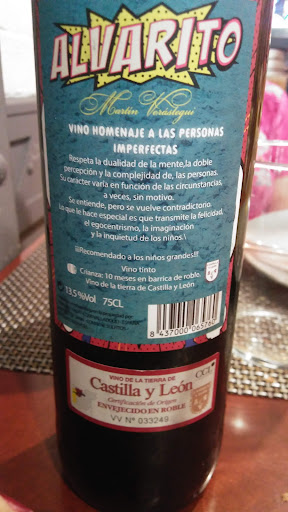 ALVARITO
Martín Verástegui
VINO HOMENAJE A LAS PERSONAS
IMPERFECTAS
Respeta la dualidad de la mente,la doble
percepción y la complejidad de, las personas.
Su carácter varía en función de las circunstancias,
a veces, sin motivo.
Se entiende, pero se vuelve contradictorio.
Lo que le hace especial es que transmite la felicidad,
el egocentrismo, la imaginación
y la inquietud de los niños.\
¡¡¡Recomendado a los niños grandes!!!
Vino tinto
Crianza: 10 meses en barrica de roble.
Vino de la tierra de Castilla y León.
13,5%Vol 75CL
VINO DE LA TIERRA DE
Castilla y León
Certificación de Origen
ENVEJECIDO EN ROBLE
VV Nº 033249